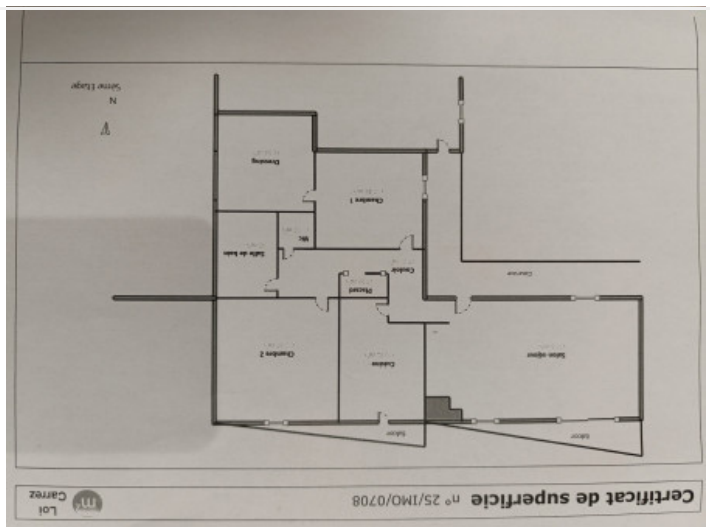 Certificat de superficie n° 25/IMO/0708
m²
Loi
Carrez
Balcon
Balcon
Salon séjour
Cuisine
Chambre 2
Placard
Couloir
Salle de bain
Wc
Chambre 1
Dressing
N
5ème Etage